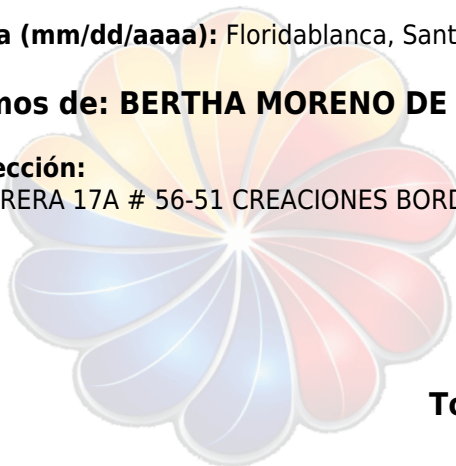 a (mm/dd/aaaa): Floridablanca, Sant
mos de: BERTHA MORENO DE
ección:
RERA 17A # 56-51 CREACIONES BORD
To